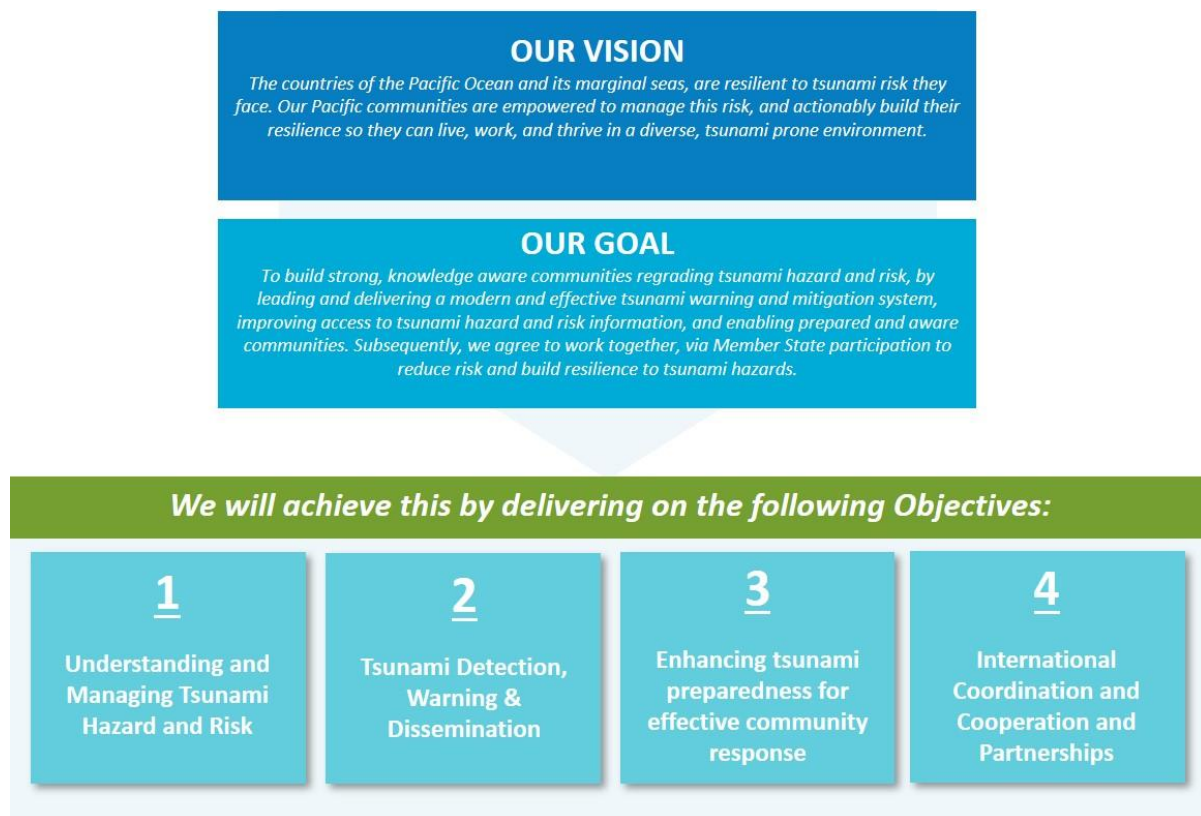 OUR VISION
The countries of the Pacific Ocean and its marginal seas, are resilient to tsunami risk they
face. Our Pacific communities are empowered to manage this risk, and actionably build their
resilience so they can live, work, and thrive in a diverse, tsunami prone environment.
OUR GOAL
To build strong, knowledge aware communities regrading tsunami hazard and risk, by
leading and delivering a modern and effective tsunami warning and mitigation system,
improving access to tsunami hazard and risk information, and enabling prepared and aware
communities. Subsequently, we agree to work together, via Member State participation to
reduce risk and build resilience to tsunami hazards.
We will achieve this by delivering on the following Objectives:
1
Understanding and
Managing Tsunami
Hazard and Risk
2
Tsunami Detection,
Warning &
Dissemination
3
Enhancing tsunami
preparedness for
effective community
response
4
International
Coordination and
Cooperation and
Partnerships